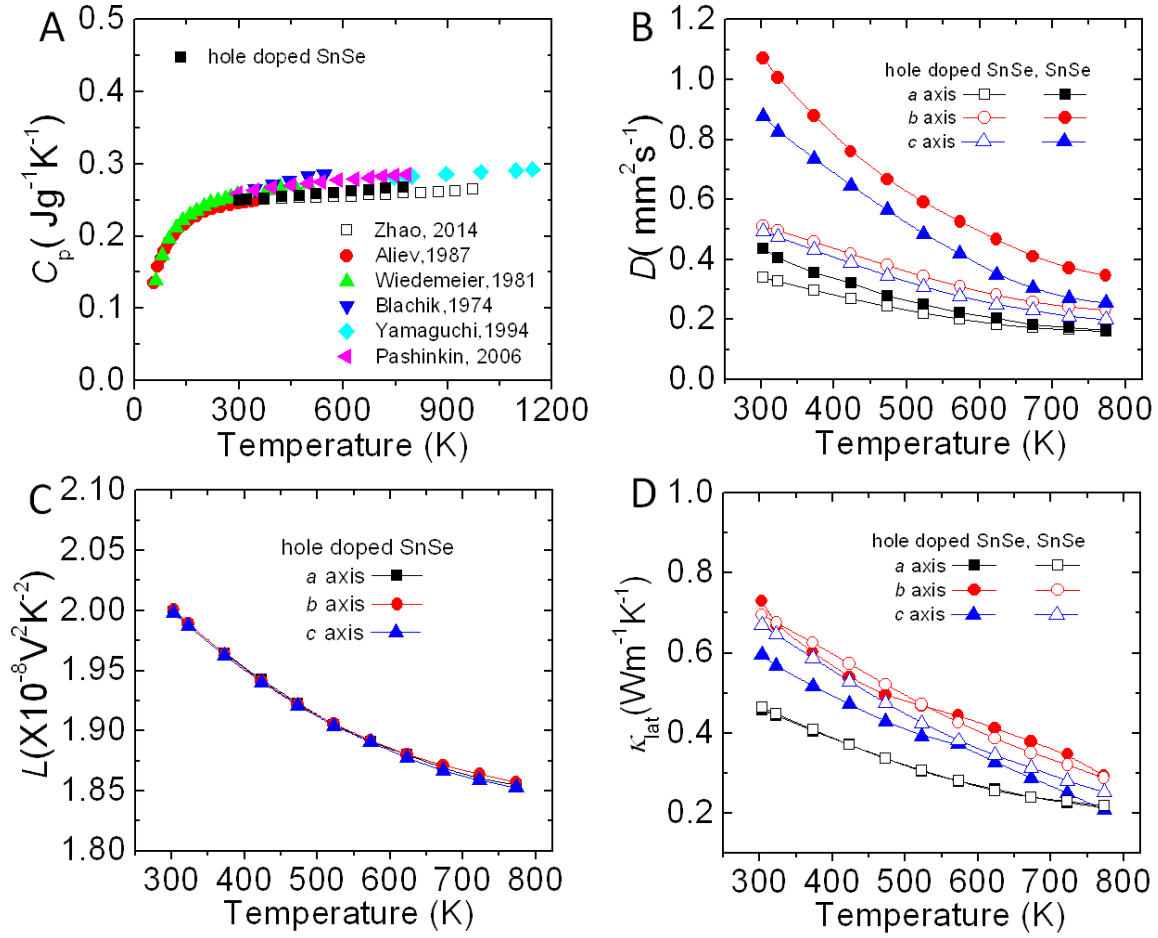 A
0.5
0.4
0.3
0.2
0.1
0.0
Cp( Jg-1K-1)
hole doped SnSe
Zhao, 2014
Aliev,1987
Wiedemeier,1981
Blachik,1974
Yamaguchi,1994
Pashinkin, 2006
0 300 600 900 1200
Temperature (K)
B
1.2
1.0
0.8
0.6
0.4
0.2
0.0
D( mm2s-1)
hole doped SnSe, SnSe
a axis
b axis
c axis
300 400 500 600 700 800
Temperature (K)
C
2.10
2.05
2.00
1.95
1.90
1.85
1.80
L(X10-8V2K-2)
hole doped SnSe
a axis
b axis
c axis
300 400 500 600 700 800
Temperature (K)
D
1.0
0.8
0.6
0.4
0.2
κlat(Wm-1K-1)
hole doped SnSe, SnSe
a axis
b axis
c axis
300 400 500 600 700 800
Temperature (K)